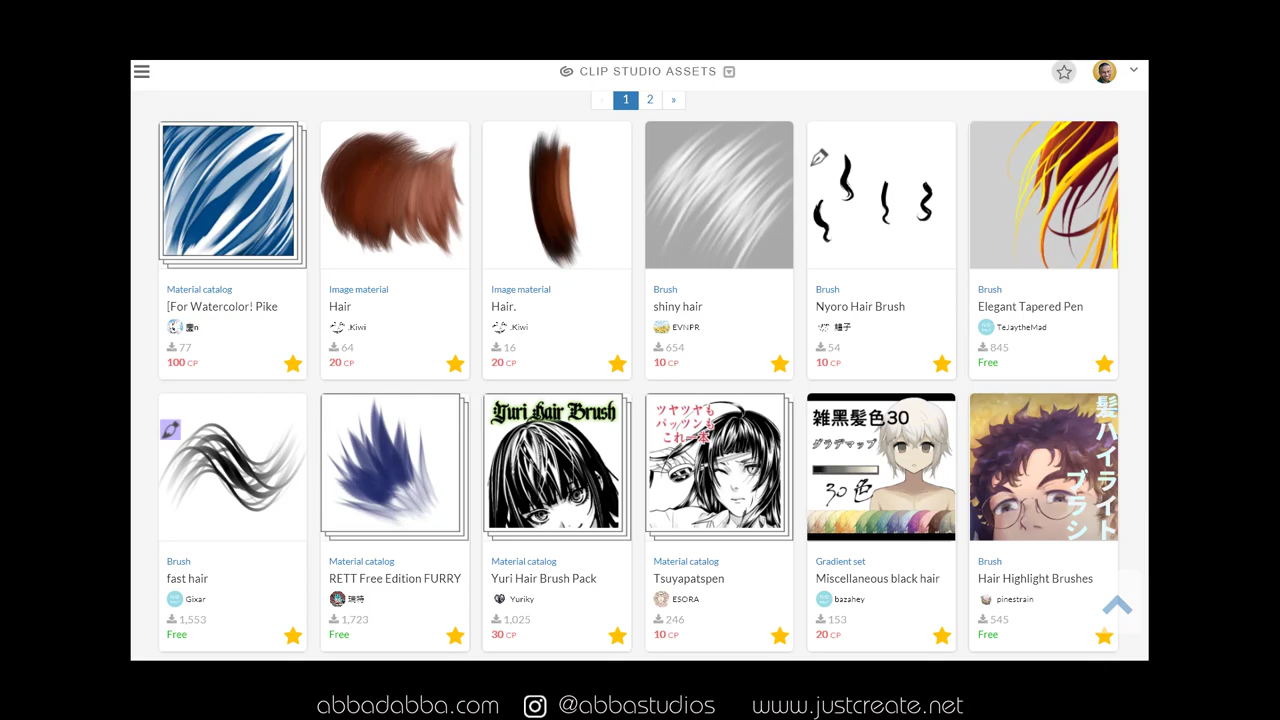 CLIP STUDIO ASSETS
« 1 2 »
Material catalog
[For Watercolor! Pike
77
100 CP
Image material
Hair
.Kiwi
64
20 CP
Image material
Hair.
.Kiwi
16
20 CP
Brush
shiny hair
EVNPR
654
10 CP
Brush
Nyoro Hair Brush
54
10 CP
Brush
Elegant Tapered Pen
TeJaytheMad
845
Free
Brush
fast hair
Gixar
1,553
Free
Material catalog
RETT Free Edition FURRY
瑞特
1,723
Free
Yuri Hair Brush
Material catalog
Yuri Hair Brush Pack
Yuriky
1,025
30 CP
ツヤツヤも
パッツンも
これ一本
Material catalog
Tsuyapatspen
ESORA
246
10 CP
雑黑髪色30
グラデマップ
30色
Gradient set
Miscellaneous black hair
bazahey
153
20 CP
髪ハイライト
ブラシ
Brush
Hair Highlight Brushes
pinestrain
545
Free
abbadabba.com @abbastudios www.justcreate.net